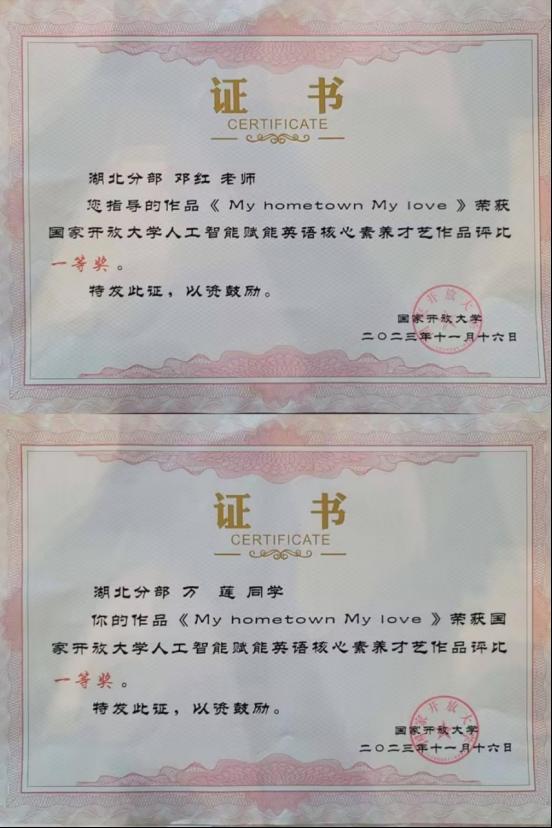 证 书
CERTIFICATE
湖北分部 邓红 老师
您指导的作品《 My hometown My love 》荣获
国家开放大学人工智能赋能英语核心素养才艺作品评比
一等奖。
特发此证，以资鼓励。
国家开放大学
二〇二三年十一月十六日
证 书
CERTIFICATE
湖北分部 万 莲 同学
你的作品《 My hometown My love 》荣获国
家开放大学人工智能赋能英语核心素养才艺作品评比
一等奖。
特发此证，以资鼓励。
国家开放大学
二〇二三年十一月十六日